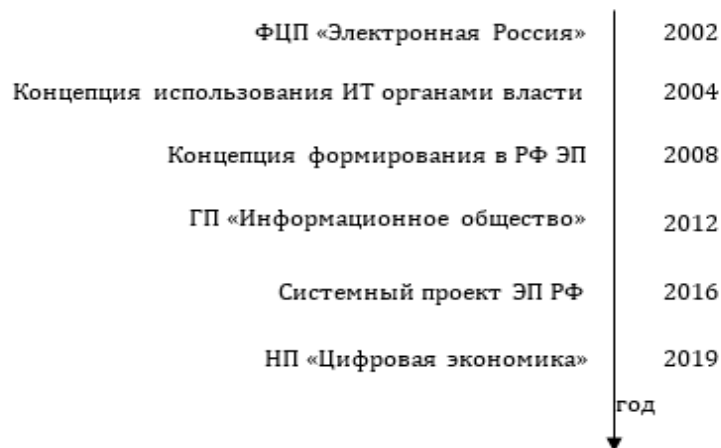 ФЦП «Электронная Россия» 2002
Концепция использования ИТ органами власти 2004
Концепция формирования в РФ ЭП 2008
ГП «Информационное общество» 2012
Системный проект ЭП РФ 2016
НП «Цифровая экономика» 2019
год